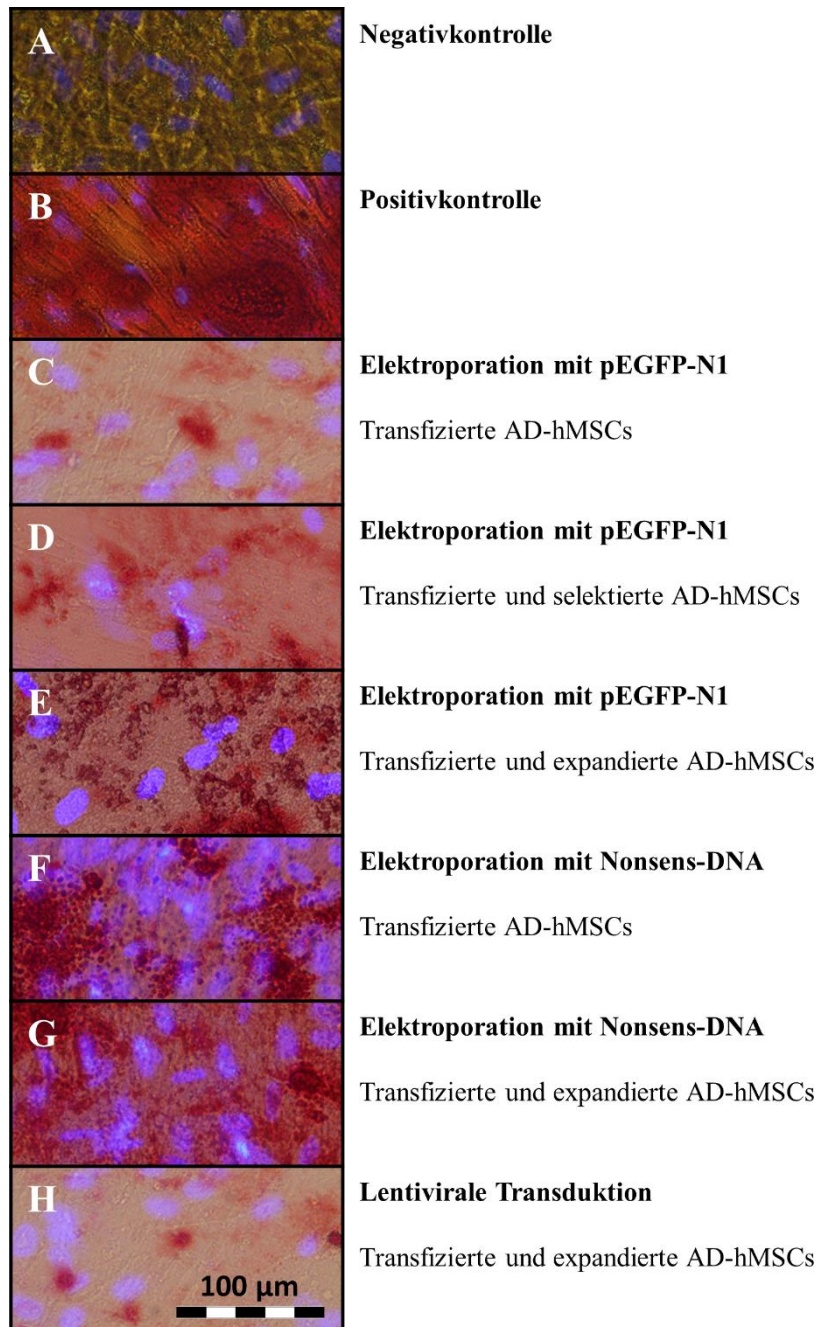 A
Negativkontrolle
B
Positivkontrolle
C
Elektroporation mit pEGFP-N1
Transfizierte AD-hMSCs
D
Elektroporation mit pEGFP-N1
Transfizierte und selektierte AD-hMSCs
E
Elektroporation mit pEGFP-N1
Transfizierte und expandierte AD-hMSCs
F
Elektroporation mit Nonsens-DNA
Transfizierte AD-hMSCs
G
Elektroporation mit Nonsens-DNA
Transfizierte und expandierte AD-hMSCs
H
Lentivirale Transduktion
Transfizierte und expandierte AD-hMSCs
100 µm